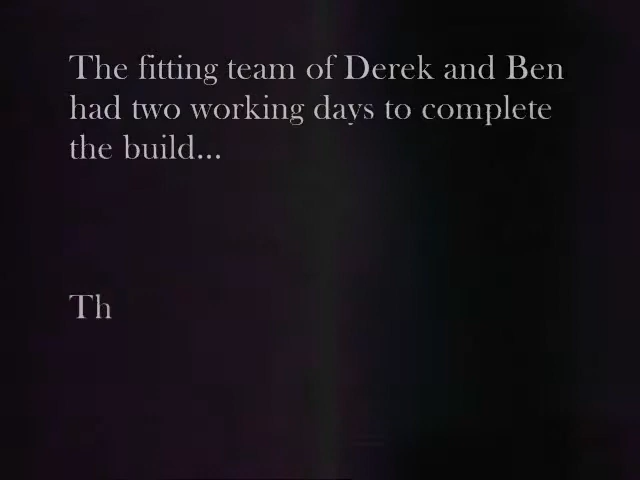 The fitting team of Derek and Ben
had two working days to complete
the build...
Th